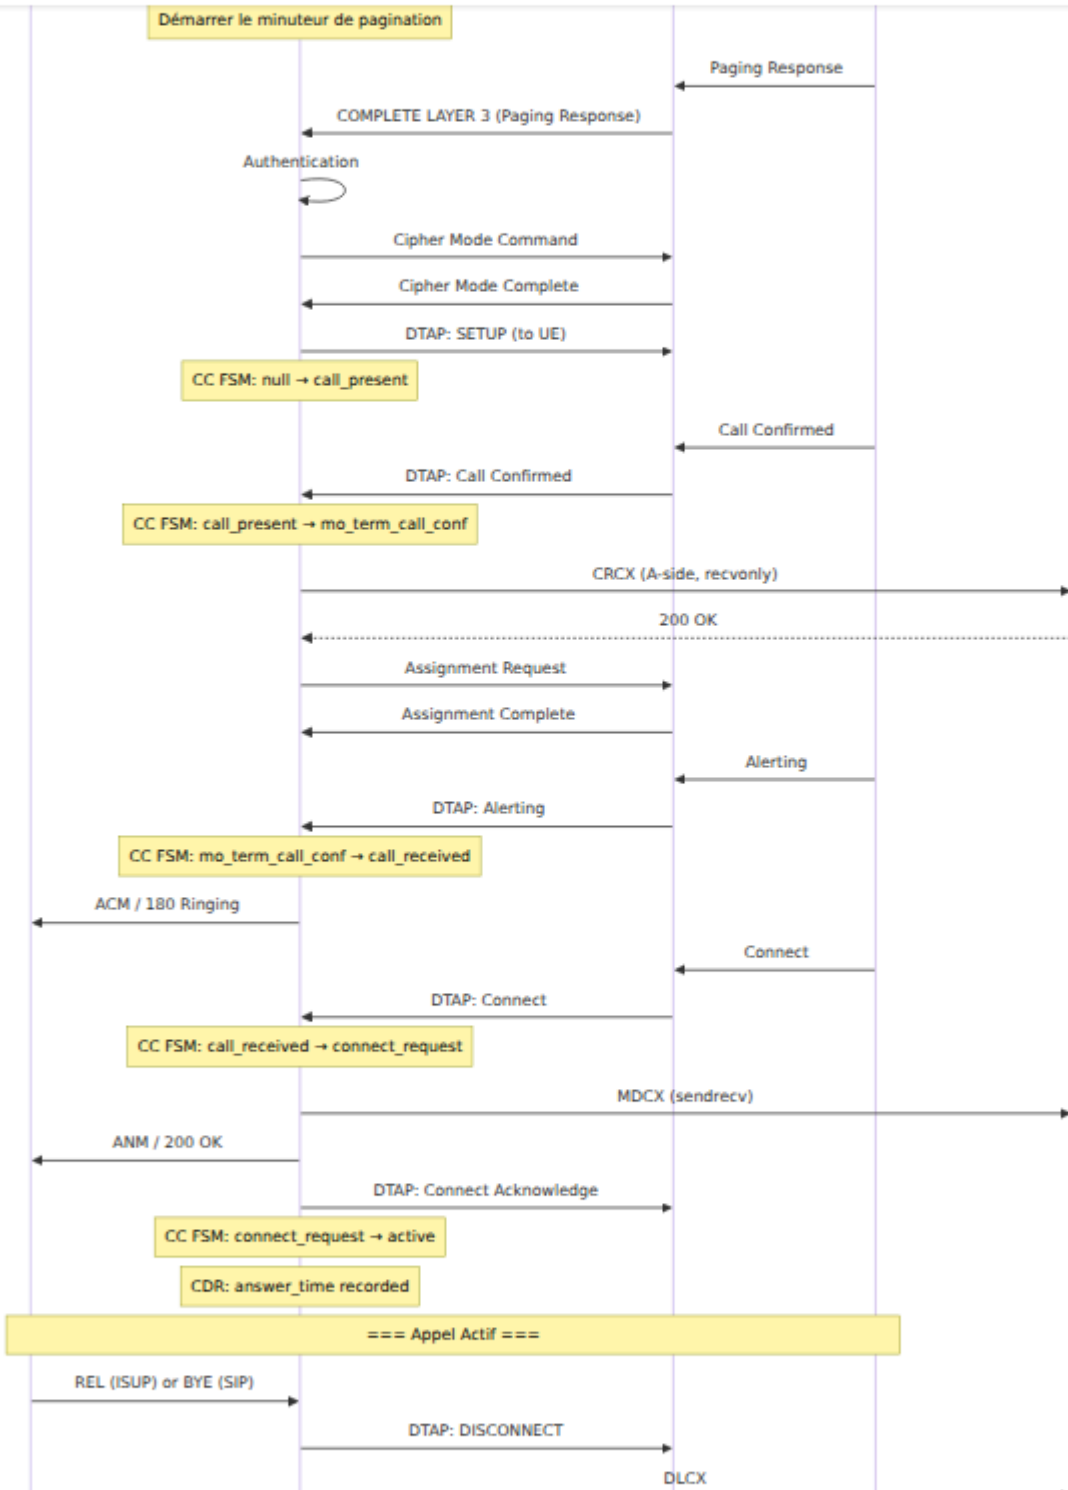 Démarrer le minuteur de pagination
Paging Response
COMPLETE LAYER 3 (Paging Response)
Authentication
Cipher Mode Command
Cipher Mode Complete
DTAP: SETUP (to UE)
CC FSM: null → call_present
Call Confirmed
DTAP: Call Confirmed
CC FSM: call_present → mo_term_call_conf
CRCX (A-side, recvonly)
200 OK
Assignment Request
Assignment Complete
Alerting
DTAP: Alerting
CC FSM: mo_term_call_conf → call_received
ACM / 180 Ringing
Connect
DTAP: Connect
CC FSM: call_received → connect_request
MDCX (sendrecv)
ANM / 200 OK
DTAP: Connect Acknowledge
CC FSM: connect_request → active
CDR: answer_time recorded
=== Appel Actif ===
REL (ISUP) or BYE (SIP)
DTAP: DISCONNECT
DLCX